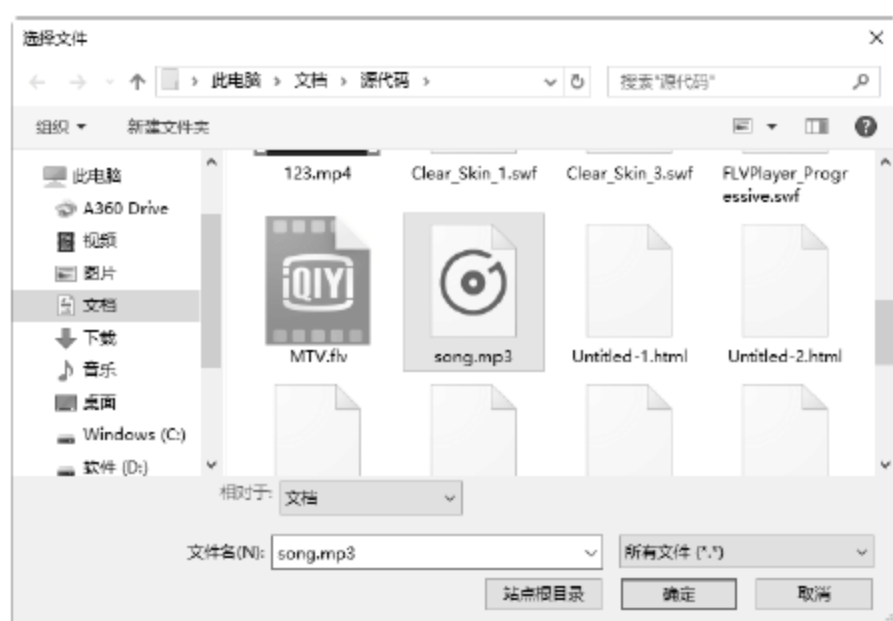 选择文件
此电脑 › 文档 › 源代码 ›
搜索"源代码"
组织
新建文件夹
此电脑
A360 Drive
视频
图片
文档
下载
音乐
桌面
Windows (C:)
软件 (D:)
123.mp4
Clear_Skin_1.swf
Clear_Skin_3.swf
FLVPlayer_Progr
essive.swf
iQIYI
MTV.flv
song.mp3
Untitled-1.html
Untitled-2.html
相对于:
文档
文件名(N):
song.mp3
所有文件 (*.*)
站点根目录
确定
取消